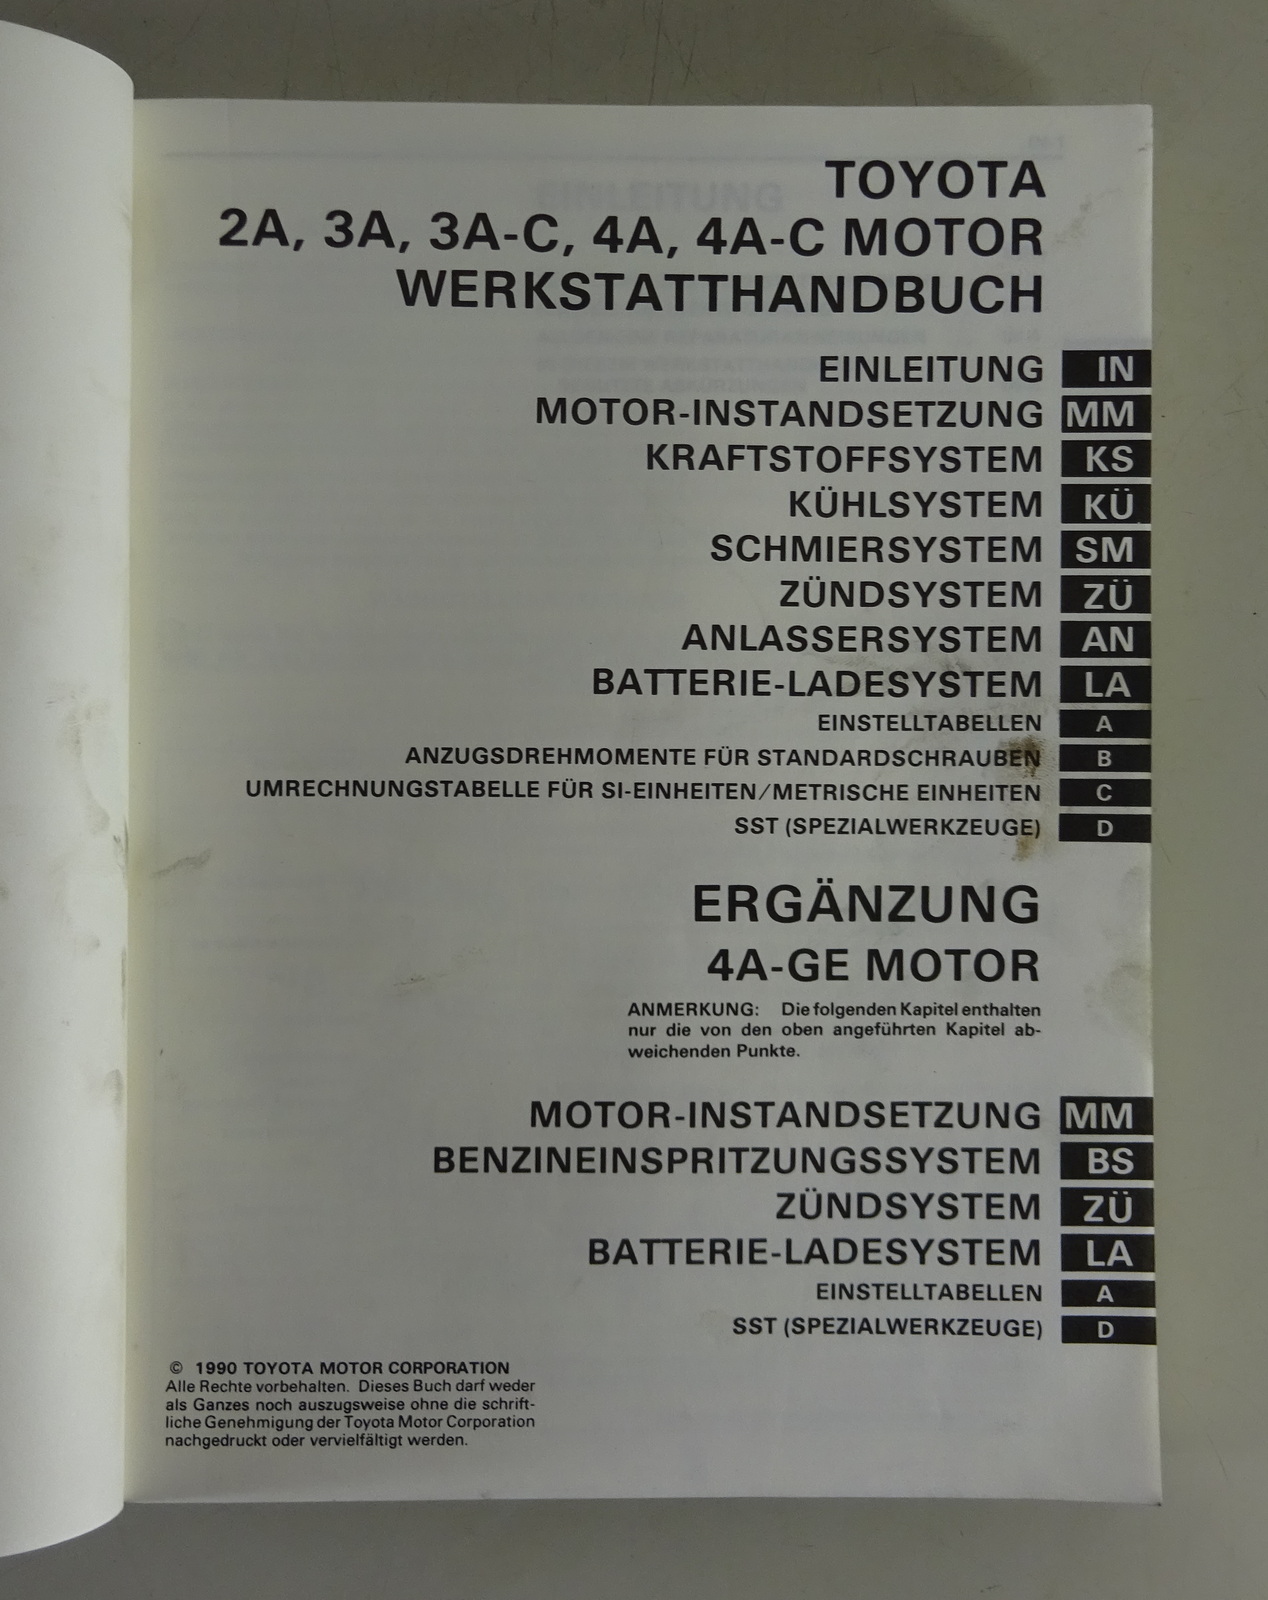 TOYOTA
2A, 3A, 3A-C, 4A, 4A-C MOTOR
WERKSTATTHANDBUCH
EINLEITUNG IN
MOTOR-INSTANDSETZUNG MM
KRAFTSTOFFSYSTEM KS
KÜHLSYSTEM KÜ
SCHMIERSYSTEM SM
ZÜNDSYSTEM ZÜ
ANLASSERSYSTEM AN
BATTERIE-LADESYSTEM LA
EINSTELLTABELLEN A
ANZUGSDREHMOMENTE FÜR STANDARDSCHRAUBEN B
UMRECHNUNGSTABELLE FÜR SI-EINHEITEN/METRISCHE EINHEITEN C
SST (SPEZIALWERKZEUGE) D
ERGÄNZUNG
4A-GE MOTOR
ANMERKUNG: Die folgenden Kapitel enthalten
nur die von den oben angeführten Kapitel ab-
weichenden Punkte.
MOTOR-INSTANDSETZUNG MM
BENZINEINSPRITZUNGSSYSTEM BS
ZÜNDSYSTEM ZÜ
BATTERIE-LADESYSTEM LA
EINSTELLTABELLEN A
SST (SPEZIALWERKZEUGE) D
© 1990 TOYOTA MOTOR CORPORATION
Alle Rechte vorbehalten. Dieses Buch darf weder
als Ganzes noch auszugsweise ohne die schrift-
liche Genehmigung der Toyota Motor Corporation
nachgedruckt oder vervielfältigt werden.